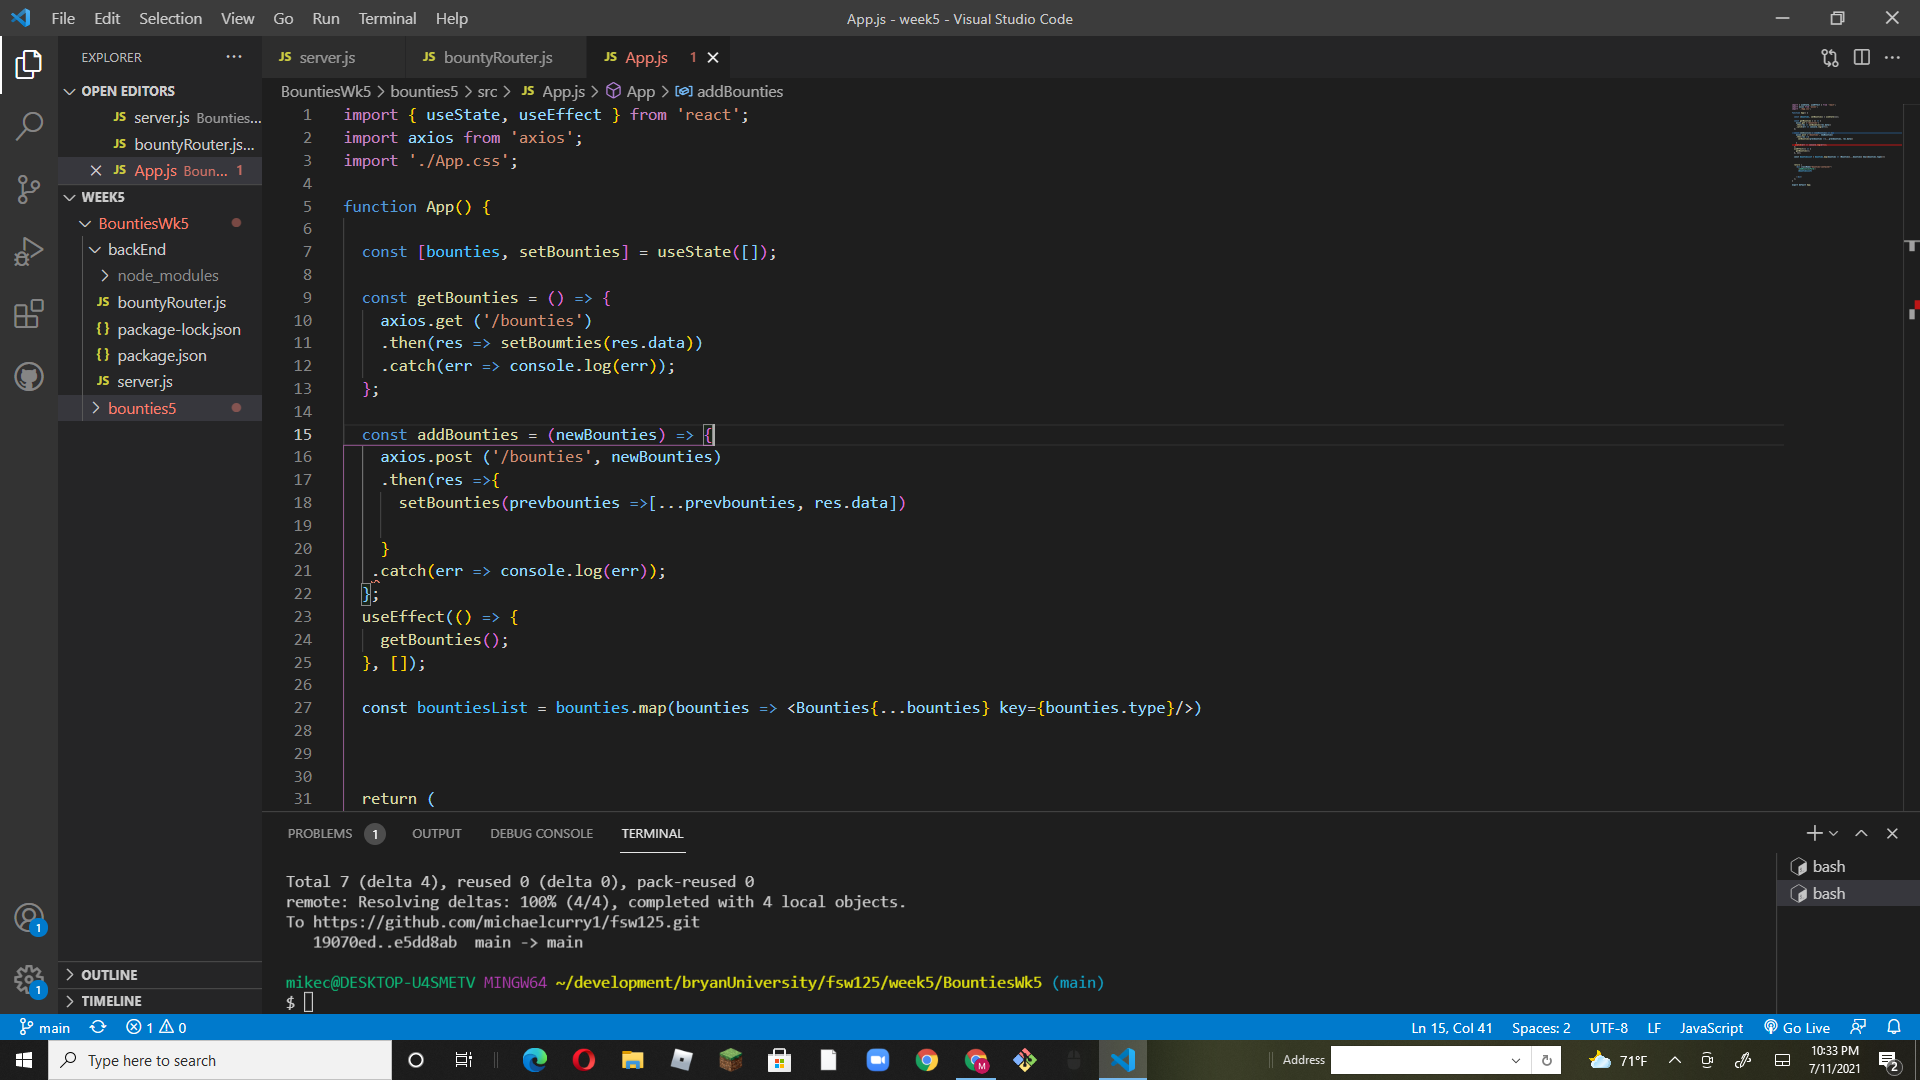 File Edit Selection View Go Run Terminal Help
App.js - week5 - Visual Studio Code
EXPLORER
OPEN EDITORS
JS server.js Bounties...
JS bountyRouter.js...
JS App.js Boun... 1
WEEK5
BountiesWk5
backEnd
node_modules
JS bountyRouter.js
{} package-lock.json
{} package.json
JS server.js
bounties5
OUTLINE
TIMELINE
1
1
JS server.js JS bountyRouter.js JS App.js 1
BountiesWk5 > bounties5 > src > JS App.js > App > addBounties
1 import { useState, useEffect } from 'react';
2 import axios from 'axios';
3 import './App.css';
4
5 function App() {
6
7 const [bounties, setBounties] = useState([]);
8
9 const getBounties = () => {
10 axios.get ('/bounties')
11 .then(res => setBoumties(res.data))
12 .catch(err => console.log(err));
13 };
14
15 const addBounties = (newBounties) => {
16 axios.post ('/bounties', newBounties)
17 .then(res =>{
18 setBounties(prevbounties =>[...prevbounties, res.data])
19
20 }
21 .catch(err => console.log(err));
22 };
23 useEffect(() => {
24 getBounties();
25 }, []);
26
27 const bountiesList = bounties.map(bounties => <Bounties{...bounties} key={bounties.type}/>)
28
29
30
31 return (
PROBLEMS 1 OUTPUT DEBUG CONSOLE TERMINAL
Total 7 (delta 4), reused 0 (delta 0), pack-reused 0
remote: Resolving deltas: 100% (4/4), completed with 4 local objects.
To https://github.com/michaelcurry1/fsw125.git
19070ed..e5dd8ab main -> main
mikec@DESKTOP-U4SMETV MINGW64 ~/development/bryanUniversity/fsw125/week5/BountiesWk5 (main)
$
bash
bash
main 1 0 Ln 15, Col 41 Spaces: 2 UTF-8 LF JavaScript Go Live
Type here to search
Address
71°F
10:33 PM
7/11/2021
2